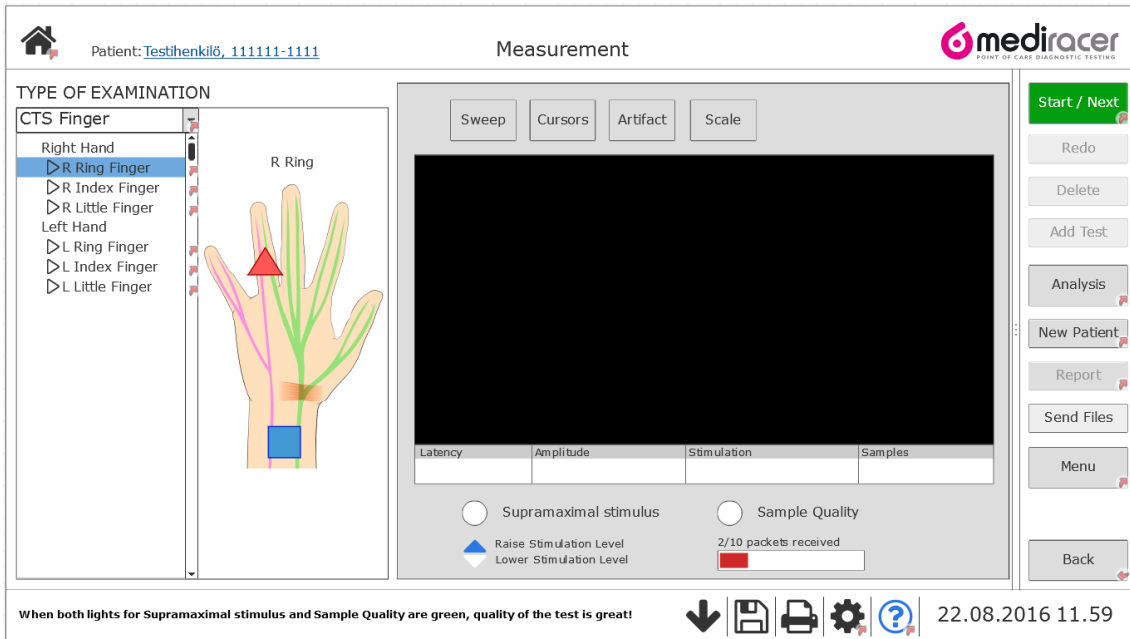 Patient: Testihenkilö, 111111-1111
Measurement
mediracer
POINT OF CARE DIAGNOSTIC TESTING
TYPE OF EXAMINATION
CTS Finger
Right Hand
R Ring Finger
R Index Finger
R Little Finger
Left Hand
L Ring Finger
L Index Finger
L Little Finger
R Ring
Sweep
Cursors
Artifact
Scale
Latency
Amplitude
Stimulation
Samples
Supramaximal stimulus
Sample Quality
Raise Stimulation Level
Lower Stimulation Level
2/10 packets received
Start / Next
Redo
Delete
Add Test
Analysis
New Patient
Report
Send Files
Menu
Back
When both lights for Supramaximal stimulus and Sample Quality are green, quality of the test is great!
?
22.08.2016 11.59